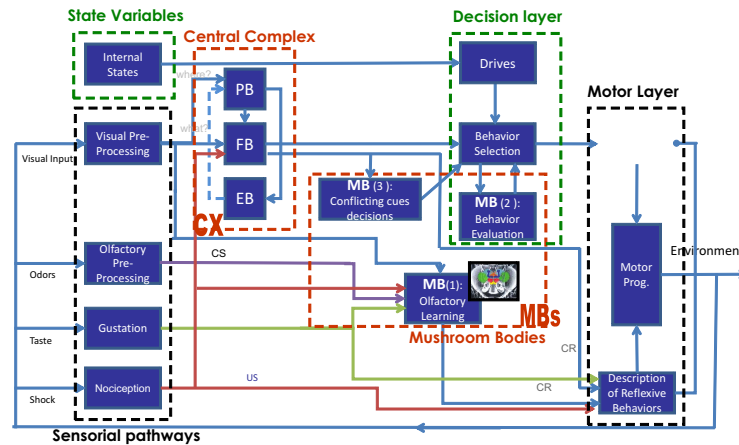 State Variables
Decision layer
Central Complex
Internal
States
where?
PB
Drives
Motor Layer
Visual Pre-
Processing
what?
FB
Behavior
Selection
Visual Input
EB
MB (3):
Conflicting cues
decisions
MB (2):
Behavior
Evaluation
CX
Olfactory
Pre-
Processing
CS
Odors
MB(1):
Olfactory
Learning
MBs
Motor
Prog.
Environment
Gustation
Taste
Mushroom Bodies
CR
Nociception
Shock
US
CR
Description
of Reflexive
Behaviors
Sensorial pathways